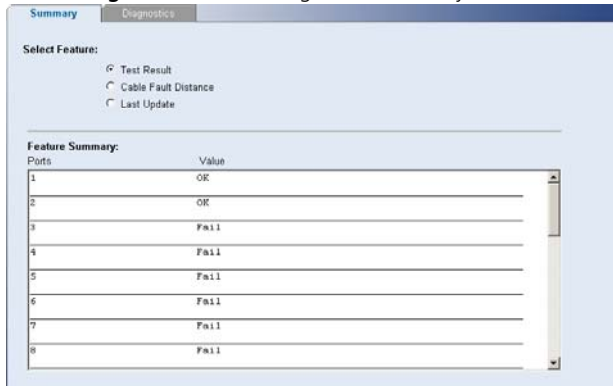 Summary Diagnostics
Select Feature:
Test Result
Cable Fault Distance
Last Update
Feature Summary:
Ports Value
1 OK
2 OK
3 Fail
4 Fail
5 Fail
6 Fail
7 Fail
8 Fail